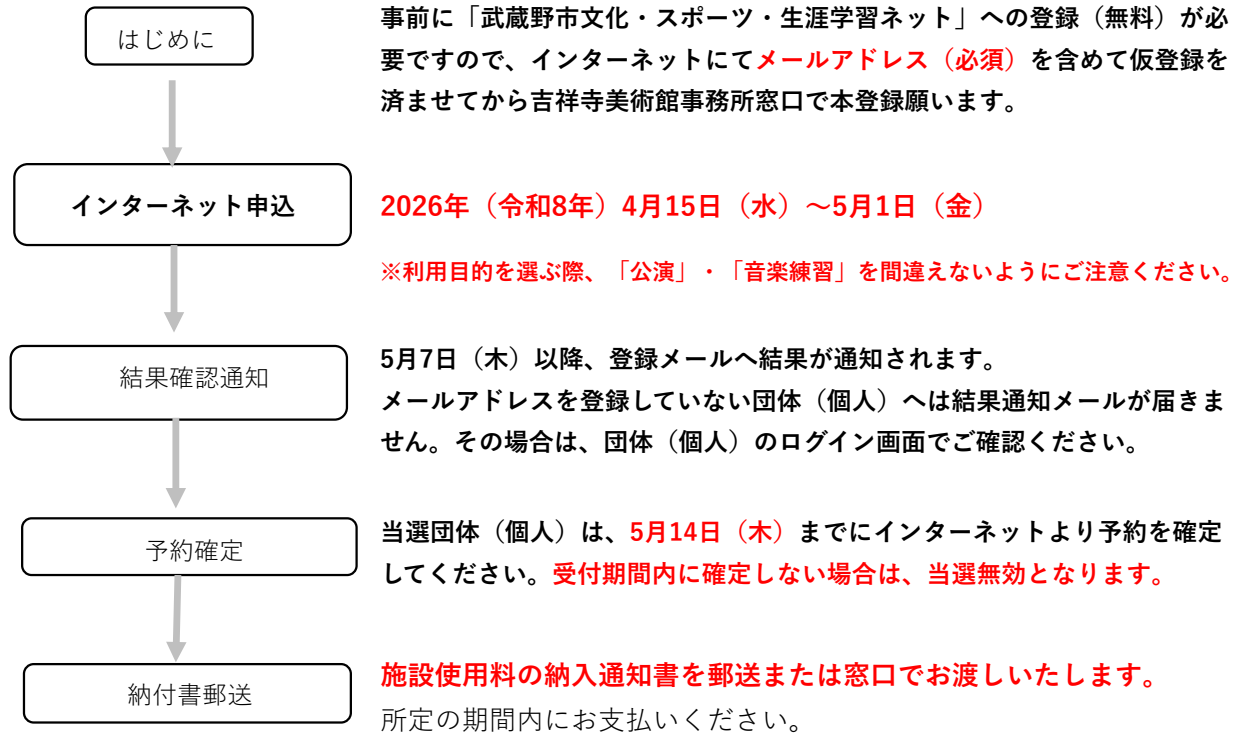 はじめに
事前に「武蔵野市文化・スポーツ・生涯学習ネット」への登録（無料）が必
要ですので、インターネットにてメールアドレス（必須）を含めて仮登録を
済ませてから吉祥寺美術館事務所窓口で本登録願います。
インターネット申込
2026年（令和8年）4月15日（水）～5月1日（金）
※利用目的を選ぶ際、「公演」・「音楽練習」を間違えないようにご注意ください。
結果確認通知
5月7日（木）以降、登録メールへ結果が通知されます。
メールアドレスを登録していない団体（個人）へは結果通知メールが届きま
せん。その場合は、団体（個人）のログイン画面でご確認ください。
予約確定
当選団体（個人）は、5月14日（木）までにインターネットより予約を確定
してください。受付期間内に確定しない場合は、当選無効となります。
納付書郵送
施設使用料の納入通知書を郵送または窓口でお渡しいたします。
所定の期間内にお支払いください。